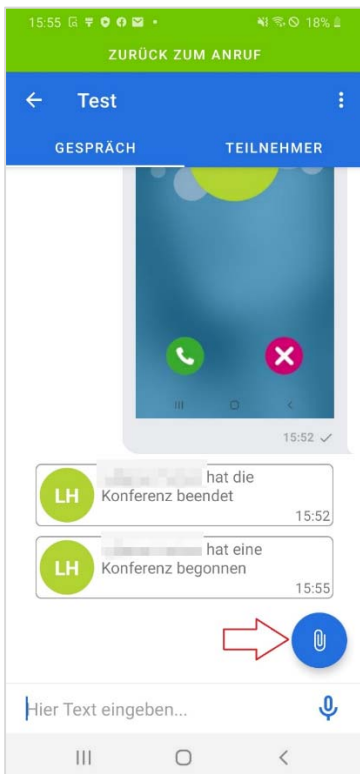 15:55 18%
ZURÜCK ZUM ANRUF
Test
GESPRÄCH TEILNEHMER
15:52
LH
hat die
Konferenz beendet
15:52
LH
hat eine
Konferenz begonnen
15:55
Hier Text eingeben...